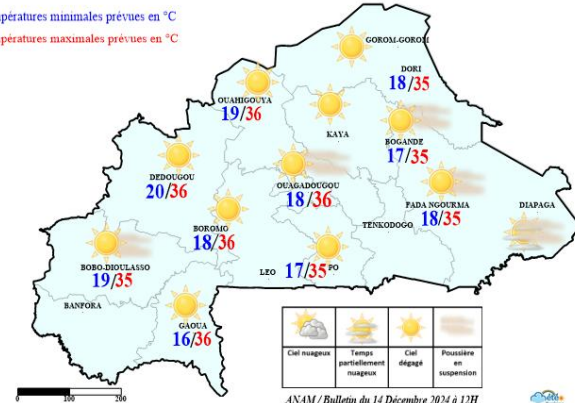 pératures minimales prévues en °C
pératures maximales prévues en °C
GOROM-GOROM
DORI
18/35
OUAHIGOUYA
19/36
KAYA
BOGANDE
17/35
DEDOUGOU
20/36
OUAGADOUGOU
18/36
FADA NGOURMA
18/35
DIAPAGA
BOROMO
18/36
TENKODOGO
BOBO-DIOULASSO
19/35
LEO
17/35 PO
BANFORA
GAOUA
16/36
Ciel nuageux
Temps partiellement nuageux
Ciel dégagé
Poussière en suspension
0 100 200
ANAM / Bulletin du 14 Décembre 2024 à 12H